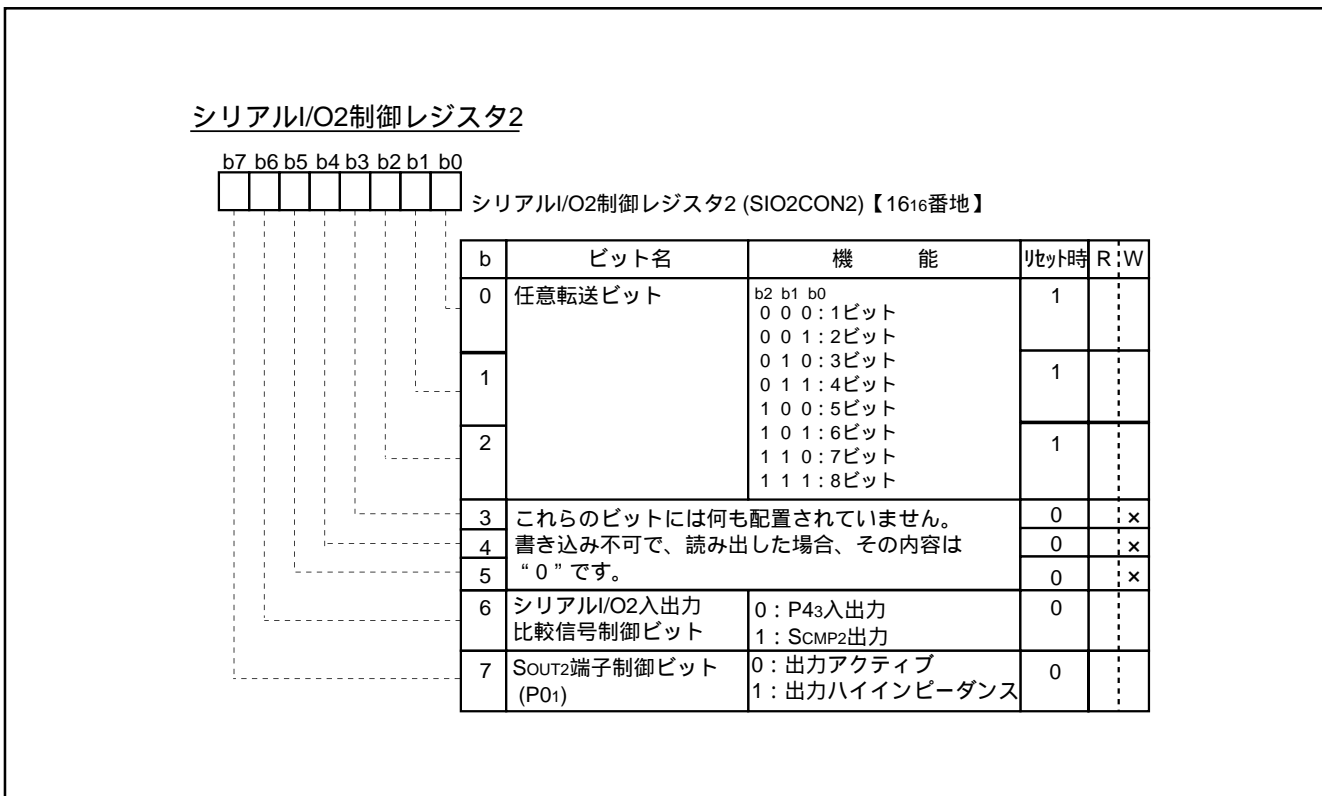 シリアルI/O2制御レジスタ2
b7 b6 b5 b4 b3 b2 b1 b0
シリアルI/O2制御レジスタ2 (SIO2CON2)【1616番地】
b ビット名 機 能 リセット時 R W
0 任意転送ビット b2 b1 b0 1
0 0 0 : 1ビット
0 0 1 : 2ビット
0 1 0 : 3ビット
1 0 1 1 : 4ビット 1
1 0 0 : 5ビット
2 1 0 1 : 6ビット 1
1 1 0 : 7ビット
1 1 1 : 8ビット
3 これらのビットには何も配置されていません。 0 ×
4 書き込み不可で、読み出した場合、その内容は 0 ×
5 “0”です。 0 ×
6 シリアルI/O2入出力 0 : P43入出力 0
比較信号制御ビット 1 : SCMP2出力
7 SOUT2端子制御ビット 0 : 出力アクティブ 0
(P01) 1 : 出力ハイインピーダンス